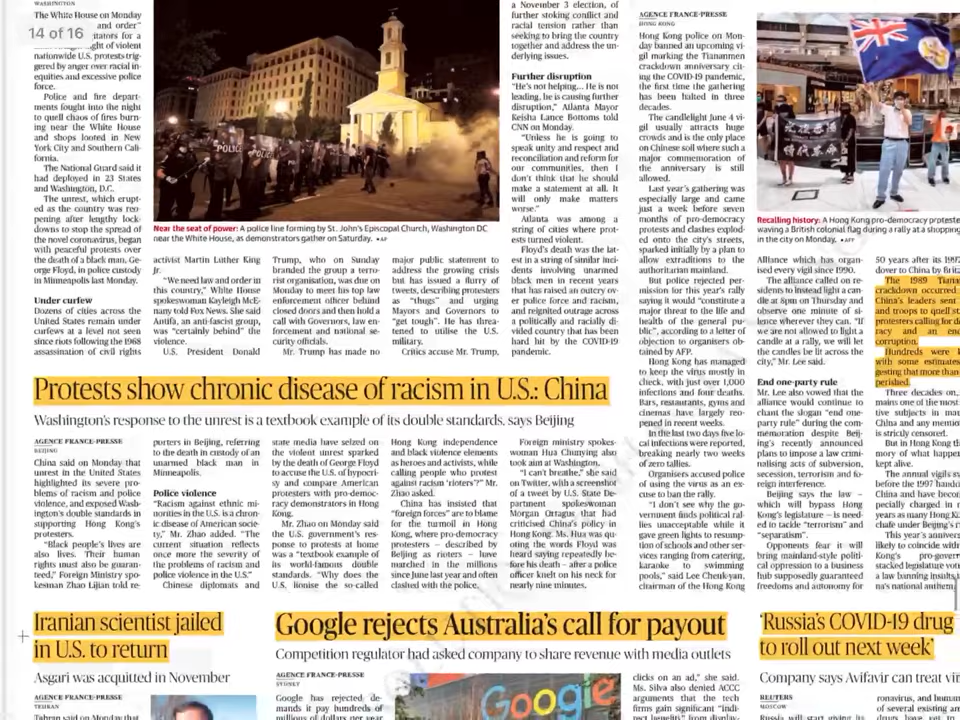 WASHINGTON
The White House on Monday
and order"
14 of 16
ators for a
ght of violent
nationwide U.S. protests trig-
gered by anger over racial in-
equities and excessive police
force.
Police and fire depart-
ments fought into the night
to quell chaos of fires burn-
ing near the White House
and shops looted in New
York City and Southern Cali-
fornia.
The National Guard said it
had deployed in 23 States
and Washington, D.C.
The unrest, which erupt-
ed as the country was reo-
pening after lengthy lock-
downs to stop the spread of
the novel coronavirus, began
with peaceful protests over
the death of a black man, Ge-
orge Floyd, in police custody
in Minneapolis last Monday.
Under curfew
Dozens of cities across the
United States remain under
curfews at a level not seen
since riots following the 1968
assassination of civil rights
POLICE
POLICE
Near the seat of power: A police line forming by St. John's Episcopal Church, Washington DC
near the White House, as demonstrators gather on Saturday. • AP
activist Martin Luther King
Jr.
"We need law and order in
this country," White House
spokeswoman Kayleigh McE-
nany told Fox News. She said
Antifa, an anti-fascist group,
was "certainly behind" the
violence.
U.S. President Donald
Trump, who on Sunday
branded the group a terro-
rist organisation, was due on
Monday to meet his top law
enforcement officer behind
closed doors and then hold a
call with Governors, law en-
forcement and national se-
curity officials.
Mr. Trump has made no
major public statement to
address the growing crisis
but has issued a flurry of
tweets, describing protesters
as "thugs" and urging
Mayors and Governors to
"get tough". He has threa-
tened to utilise the U.S.
military.
Critics accuse Mr. Trump,
a November 3 election, of
further stoking conflict and
racial tension rather than
seeking to bring the country
together and address the un-
derlying issues.
Further disruption
"He's not helping... He is not
leading, he is causing further
disruption," Atlanta Mayor
Keisha Lance Bottoms told
CNN on Monday.
"Unless he is going to
speak unity and respect and
reconciliation and reform for
our communities, then I
don't think that he should
make a statement at all. It
will only make matters
worse."
Atlanta was among a
string of cities where prot-
ests turned violent.
Floyd's death was the lat-
est in a string of similar inci-
dents involving unarmed
black men in recent years
that has raised an outcry ov-
er police force and racism,
and reignited outrage across
a politically and racially di-
vided country that has been
hard hit by the COVID-19
pandemic.
AGENCE FRANCE-PRESSE
HONG KONG
Hong Kong police on Mon-
day banned an upcoming vi-
gil marking the Tiananmen
crackdown anniversary cit-
ing the COVID-19 pandemic,
the first time the gathering
has been halted in three
decades.
The candlelight June 4 vi-
gil usually attracts huge
crowds and is the only place
on Chinese soil where such a
major commemoration of
the anniversary is still
allowed.
Last year's gathering was
especially large and came
just a week before seven
months of pro-democracy
protests and clashes explod-
ed onto the city's streets,
sparked initially by a plan to
allow extraditions to the
authoritarian mainland.
But police rejected per-
mission for this year's rally
saying it would "constitute a
major threat to the life and
health of the general pu-
blic", according to a letter of
objection to organisers ob-
tained by AFP.
Hong Kong has managed
to keep the virus mostly in
check, with just over 1,000
infections and four deaths.
Bars, restaurants, gyms and
cinemas have largely reo-
pened in recent weeks.
In the last two days five lo-
cal infections were reported,
breaking nearly two weeks
of zero tallies.
Organisers accused police
of using the virus as an exc-
use to ban the rally.
"I don't see why the go-
vernment finds political ral-
lies unacceptable while it
gave green light to resump-
tion of schools and other ser-
vices ranging from catering,
karaoke to swimming
pools," said Lee Cheuk-yan,
chairman of the Hong Kong
Recalling history: A Hong Kong pro-democracy proteste
waving a British colonial flag during a rally at a shopping
in the city on Monday. • AFP
Alliance which has organ-
ised every vigil since 1990.
The alliance called on re-
sidents to instead light a can-
dle at 8pm on Thursday and
observe one minute of si-
lence wherever they can. "If
we are not allowed to light a
candle at a rally, we will let
the candles be lit across the
city," Mr. Lee said.
End one-party rule
Mr. Lee also vowed that the
alliance would continue to
chant the slogan "end one-
party rule" during the com-
memoration despite Beij-
ing's recently announced
plans to impose a law crim-
inalising acts of subversion,
secession, terrorism and fo-
reign interference.
Beijing says the law –
which will bypass Hong
Kong's legislature – is need-
ed to tackle "terrorism" and
"separatism".
Opponents fear it will
bring mainland-style politi-
cal oppression to a business
hub supposedly guaranteed
freedoms and autonomy for
50 years after its 1997
dover to China by Brita
The 1989 Tian
crackdown occurred
China's leaders sent
and troops to quell st
protesters calling for de
racy and an enc
corruption.
Hundreds were k
with some estimates
gesting that more than
perished.
Three decades on,
mains one of the most
tive subjects in mai
China and any mention
is strictly censored.
But in Hong Kong th
mory of what happen
kept alive.
The annual vigils sta
before the 1997 hando
China and have becom
pecially charged in r
years as many Hong Ko
chafe under Beijing's r
This year's annivers
likely to coincide with
Kong's pro-govern
stacked legislature vot
a law banning insults t
na's national anthem.
Protests show chronic disease of racism in U.S.: China
Washington's response to the unrest is a textbook example of its double standards, says Beijing
AGENCE FRANCE-PRESSE
BEIJING
China said on Monday that
unrest in the United States
highlighted its severe prob-
lems of racism and police
violence, and exposed Wash-
ington's double standards in
supporting Hong Kong's
protesters.
"Black people's lives are
also lives. Their human
rights must also be guaran-
teed," Foreign Ministry spo-
kesman Zhao Lijian told re-
porters in Beijing, referring
to the death in custody of an
unarmed black man in
Minneapolis.
Police violence
"Racism against ethnic mi-
norities in the U.S. is a chron-
ic disease of American socie-
ty," Mr. Zhao added. "The
current situation reflects
once more the severity of
the problems of racism and
police violence in the U.S."
Chinese diplomats and
state media have seized on
the violent unrest sparked
by the death of George Floyd
to accuse the U.S. of hypocri-
sy and compare American
protesters with pro-demo-
cracy demonstrators in Hong
Kong.
Mr. Zhao on Monday said
the U.S. government's res-
ponse to protests at home
was a "textbook example of
its world-famous double
standards. "Why does the
U.S. lionise the so-called
Hong Kong independence
and black violence elements
as heroes and activists, while
calling people who protest
against racism 'rioters'?" Mr.
Zhao asked.
China has insisted that
"foreign forces" are to blame
for the turmoil in Hong
Kong, where pro-democracy
protesters – described by
Beijing as rioters – have
marched in the millions
since June last year and often
clashed with the police.
Foreign ministry spokes-
woman Hua Chunying also
took aim at Washington.
"I can't breathe," she said
on Twitter, with a screenshot
of a tweet by U.S. State De-
partment spokeswoman
Morgan Ortagus that had
criticised China's policy in
Hong Kong. Ms. Hua was qu-
oting the words Floyd was
heard saying repeatedly be-
fore his death – after a police
officer knelt on his neck for
nearly nine minutes.
Iranian scientist jailed
in U.S. to return
Asgari was acquitted in November
AGENCE FRANCE-PRESSE
TEHRAN
Tehran said on Monday that
Google rejects Australia's call for payout
Competition regulator had asked company to share revenue with media outlets
AGENCE FRANCE-PRESSE
SYDNEY
Google has rejected de-
mands it pay hundreds of
millions of dollars per year
Google
clicks on an ad," she said.
Ms. Silva also denied ACCC
arguments that the tech
firms gain significant "indi-
rect benefits" from display-
'Russia's COVID-19 drug
to roll out next week'
Company says Avifavir can treat vir
REUTERS
MOSCOW
Russia will start giving its
ronavirus, and human
of several existing an
drugs have yet to